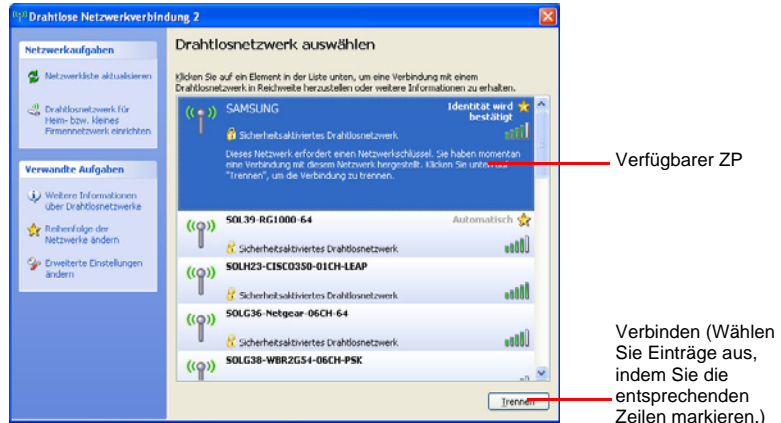 Drahtlose Netzwerkverbindung 2
Netzwerkaufgaben
Netzwerkliste aktualisieren
Drahtlosnetzwerk für
Heim- bzw. kleines
Firmennetzwerk einrichten
Verwandte Aufgaben
Weitere Informationen
über Drahtlosnetzwerke
Reihenfolge der
Netzwerke ändern
Erweiterte Einstellungen
ändern
Drahtlosnetzwerk auswählen
Klicken Sie auf ein Element in der Liste unten, um eine Verbindung mit einem
Drahtlosnetzwerk in Reichweite herzustellen oder weitere Informationen zu erhalten.
SAMSUNG
Identität wird
bestätigt
Sicherheitsaktiviertes Drahtlosnetzwerk
Dieses Netzwerk erfordert einen Netzwerkschlüssel. Sie haben momentan
eine Verbindung mit diesem Netzwerk hergestellt. Klicken Sie unten auf
"Trennen", um die Verbindung zu trennen.
SOL39-RG1000-64
Automatisch
Sicherheitsaktiviertes Drahtlosnetzwerk
SOLH23-CISCO350-01CH-LEAP
Sicherheitsaktiviertes Drahtlosnetzwerk
SOLG36-Netgear-06CH-64
Sicherheitsaktiviertes Drahtlosnetzwerk
SOLG38-WBR2G54-06CH-PSK
Trennen
Verfügbarer ZP
Verbinden (Wählen
Sie Einträge aus,
indem Sie die
entsprechenden
Zeilen markieren.)